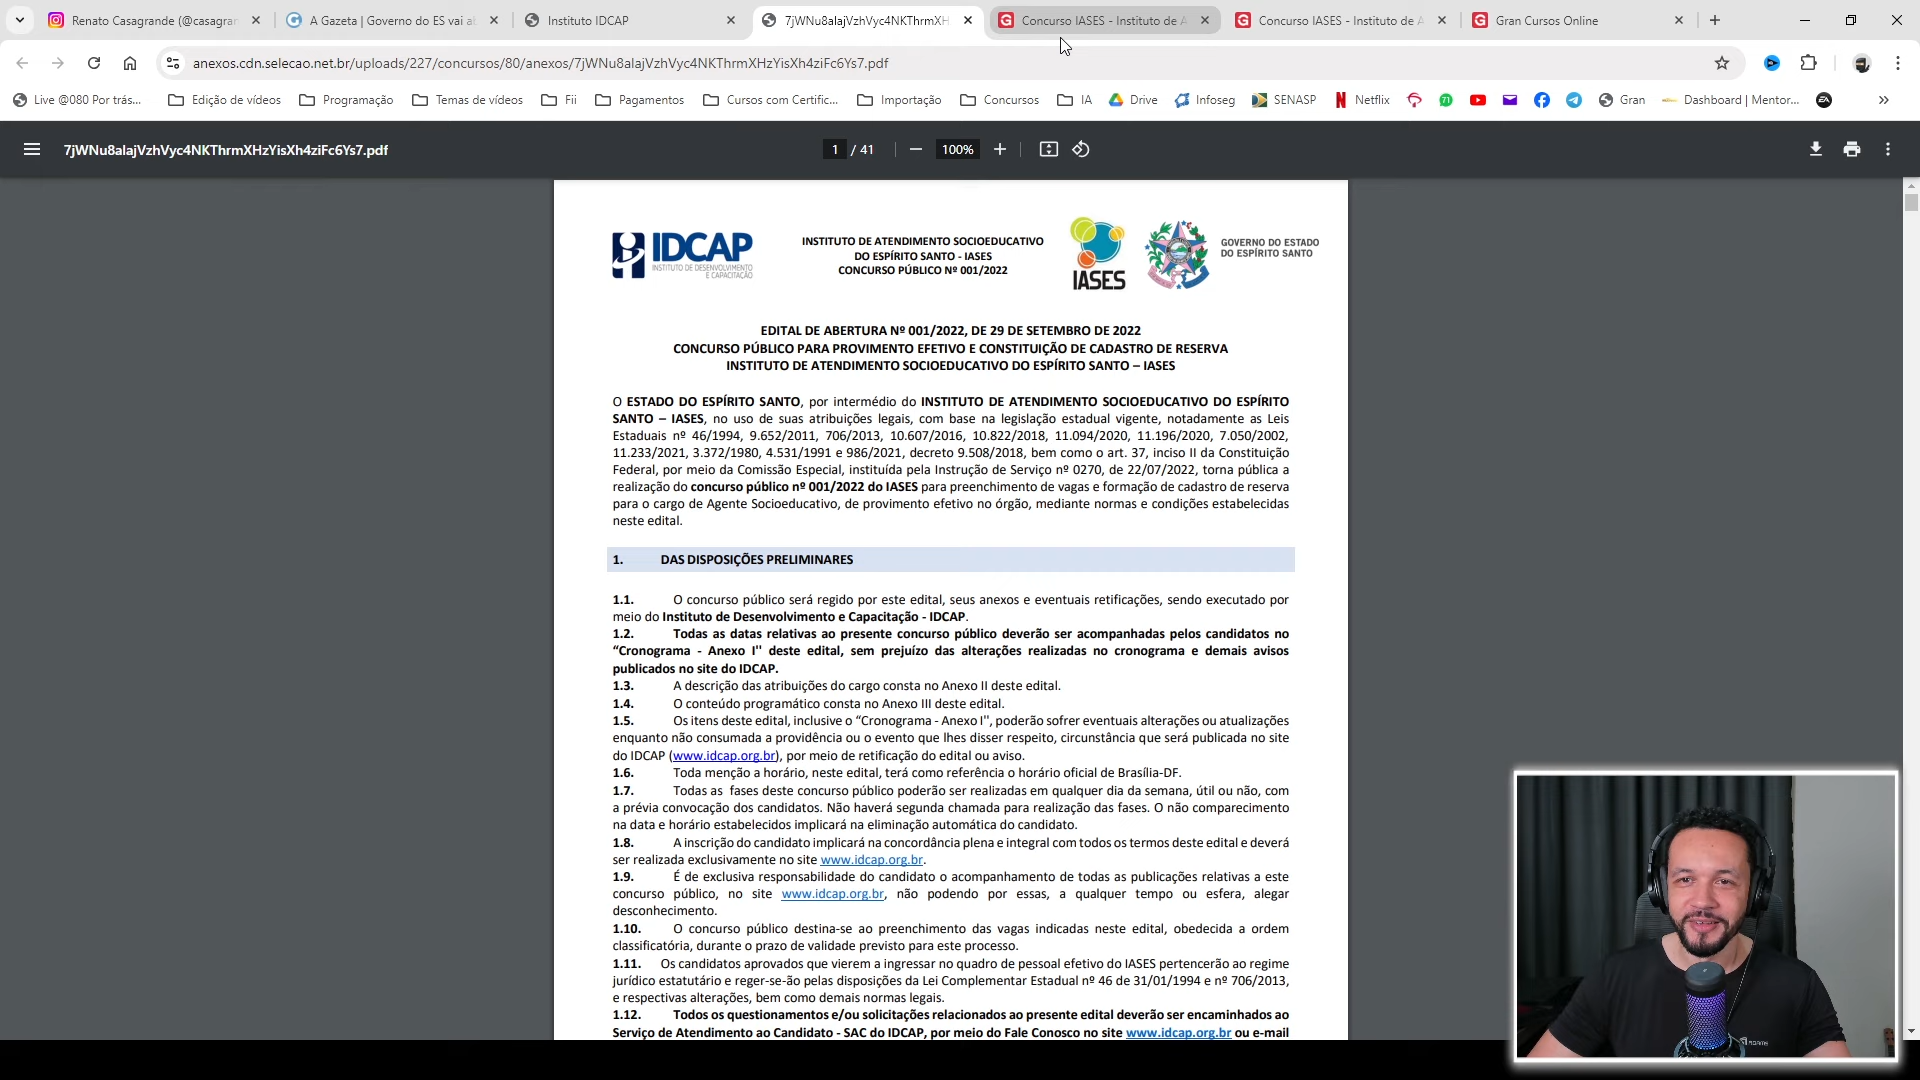 Renato Casagrande (@casagran
A Gazeta | Governo do ES vai ab
Instituto IDCAP
7jWNu8alajVzhVyc4NKThrmXH
Concurso IASES - Instituto de A
Concurso IASES - Instituto de A
Gran Cursos Online
anexos.cdn.selecao.net.br/uploads/227/concursos/80/anexos/7jWNu8alajVzhVyc4NKThrmXHzYisXh4ziFc6Ys7.pdf
Live @080 Por trás...
Edição de vídeos
Programação
Temas de vídeos
Fii
Pagamentos
Cursos com Certific...
Importação
Concursos
IA
Drive
Infoseg
SENASP
Netflix
Gran
Dashboard | Mentor...
7jWNu8alajVzhVyc4NKThrmXHzYisXh4ziFc6Ys7.pdf
1 / 41
100%
IDCAP
INSTITUTO DE DESENVOLVIMENTO
E CAPACITAÇÃO
INSTITUTO DE ATENDIMENTO SOCIOEDUCATIVO
DO ESPÍRITO SANTO - IASES
CONCURSO PÚBLICO Nº 001/2022
IASES
GOVERNO DO ESTADO
DO ESPÍRITO SANTO
EDITAL DE ABERTURA Nº 001/2022, DE 29 DE SETEMBRO DE 2022
CONCURSO PÚBLICO PARA PROVIMENTO EFETIVO E CONSTITUIÇÃO DE CADASTRO DE RESERVA
INSTITUTO DE ATENDIMENTO SOCIOEDUCATIVO DO ESPÍRITO SANTO – IASES
O ESTADO DO ESPÍRITO SANTO, por intermédio do INSTITUTO DE ATENDIMENTO SOCIOEDUCATIVO DO ESPÍRITO
SANTO – IASES, no uso de suas atribuições legais, com base na legislação estadual vigente, notadamente as Leis
Estaduais nº 46/1994, 9.652/2011, 706/2013, 10.607/2016, 10.822/2018, 11.094/2020, 11.196/2020, 7.050/2002,
11.233/2021, 3.372/1980, 4.531/1991 e 986/2021, decreto 9.508/2018, bem como o art. 37, inciso II da Constituição
Federal, por meio da Comissão Especial, instituída pela Instrução de Serviço nº 0270, de 22/07/2022, torna pública a
realização do concurso público nº 001/2022 do IASES para preenchimento de vagas e formação de cadastro de reserva
para o cargo de Agente Socioeducativo, de provimento efetivo no órgão, mediante normas e condições estabelecidas
neste edital.
1. DAS DISPOSIÇÕES PRELIMINARES
1.1. O concurso público será regido por este edital, seus anexos e eventuais retificações, sendo executado por
meio do Instituto de Desenvolvimento e Capacitação - IDCAP.
1.2. Todas as datas relativas ao presente concurso público deverão ser acompanhadas pelos candidatos no
“Cronograma - Anexo I" deste edital, sem prejuízo das alterações realizadas no cronograma e demais avisos
publicados no site do IDCAP.
1.3. A descrição das atribuições do cargo consta no Anexo II deste edital.
1.4. O conteúdo programático consta no Anexo III deste edital.
1.5. Os itens deste edital, inclusive o “Cronograma - Anexo I", poderão sofrer eventuais alterações ou atualizações
enquanto não consumada a providência ou o evento que lhes disser respeito, circunstância que será publicada no site
do IDCAP (www.idcap.org.br), por meio de retificação do edital ou aviso.
1.6. Toda menção a horário, neste edital, terá como referência o horário oficial de Brasília-DF.
1.7. Todas as fases deste concurso público poderão ser realizadas em qualquer dia da semana, útil ou não, com
a prévia convocação dos candidatos. Não haverá segunda chamada para realização das fases. O não comparecimento
na data e horário estabelecidos implicará na eliminação automática do candidato.
1.8. A inscrição do candidato implicará na concordância plena e integral com todos os termos deste edital e deverá
ser realizada exclusivamente no site www.idcap.org.br.
1.9. É de exclusiva responsabilidade do candidato o acompanhamento de todas as publicações relativas a este
concurso público, no site www.idcap.org.br, não podendo por essas, a qualquer tempo ou esfera, alegar
desconhecimento.
1.10. O concurso público destina-se ao preenchimento das vagas indicadas neste edital, obedecida a ordem
classificatória, durante o prazo de validade previsto para este processo.
1.11. Os candidatos aprovados que vierem a ingressar no quadro de pessoal efetivo do IASES pertencerão ao regime
jurídico estatutário e reger-se-ão pelas disposições da Lei Complementar Estadual nº 46 de 31/01/1994 e nº 706/2013,
e respectivas alterações, bem como demais normas legais.
1.12. Todos os questionamentos e/ou solicitações relacionados ao presente edital deverão ser encaminhados ao
Serviço de Atendimento ao Candidato - SAC do IDCAP, por meio do Fale Conosco no site www.idcap.org.br ou e-mail